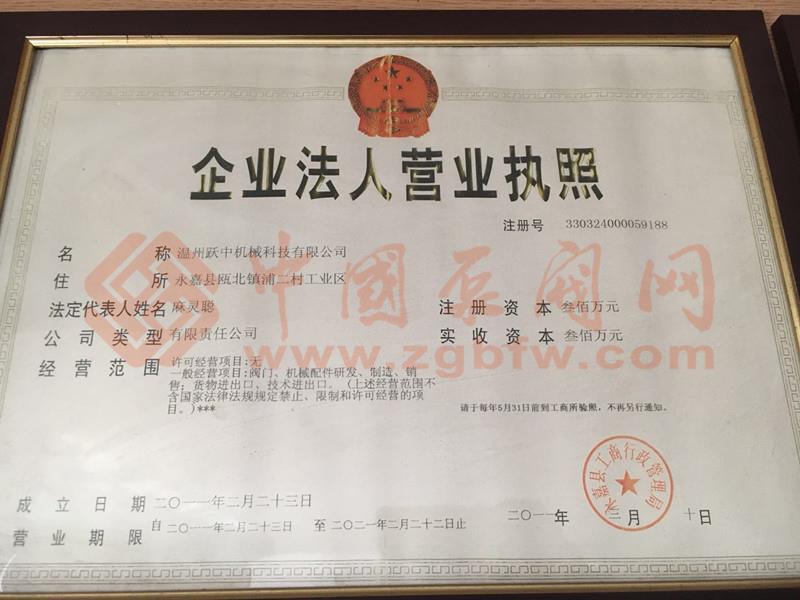 企业法人营业执照
注册号 330324000059188
名称 温州跃中机械科技有限公司
住所 永嘉县瓯北镇浦二村工业区
法定代表人姓名 麻灵聪
注册资本 叁佰万元
公司类型 有限责任公司
实收资本 叁佰万元
经营范围 许可经营项目:无
一般经营项目:阀门、机械配件研发、制造、销
售；货物进出口、技术进出口。（上述经营范围不
含国家法律法规规定禁止、限制和许可经营的项
目。）***
请于每年5月31日前到工商所验照，不再另行通知。
中国泵阀网
www.zgbfw.com
永嘉县工商行政管理局
成立日期 二〇一一年二月二十三日
营业期限 自二〇一一年二月二十三日 至二〇二一年二月二十二日止
二〇一一年 月 十日